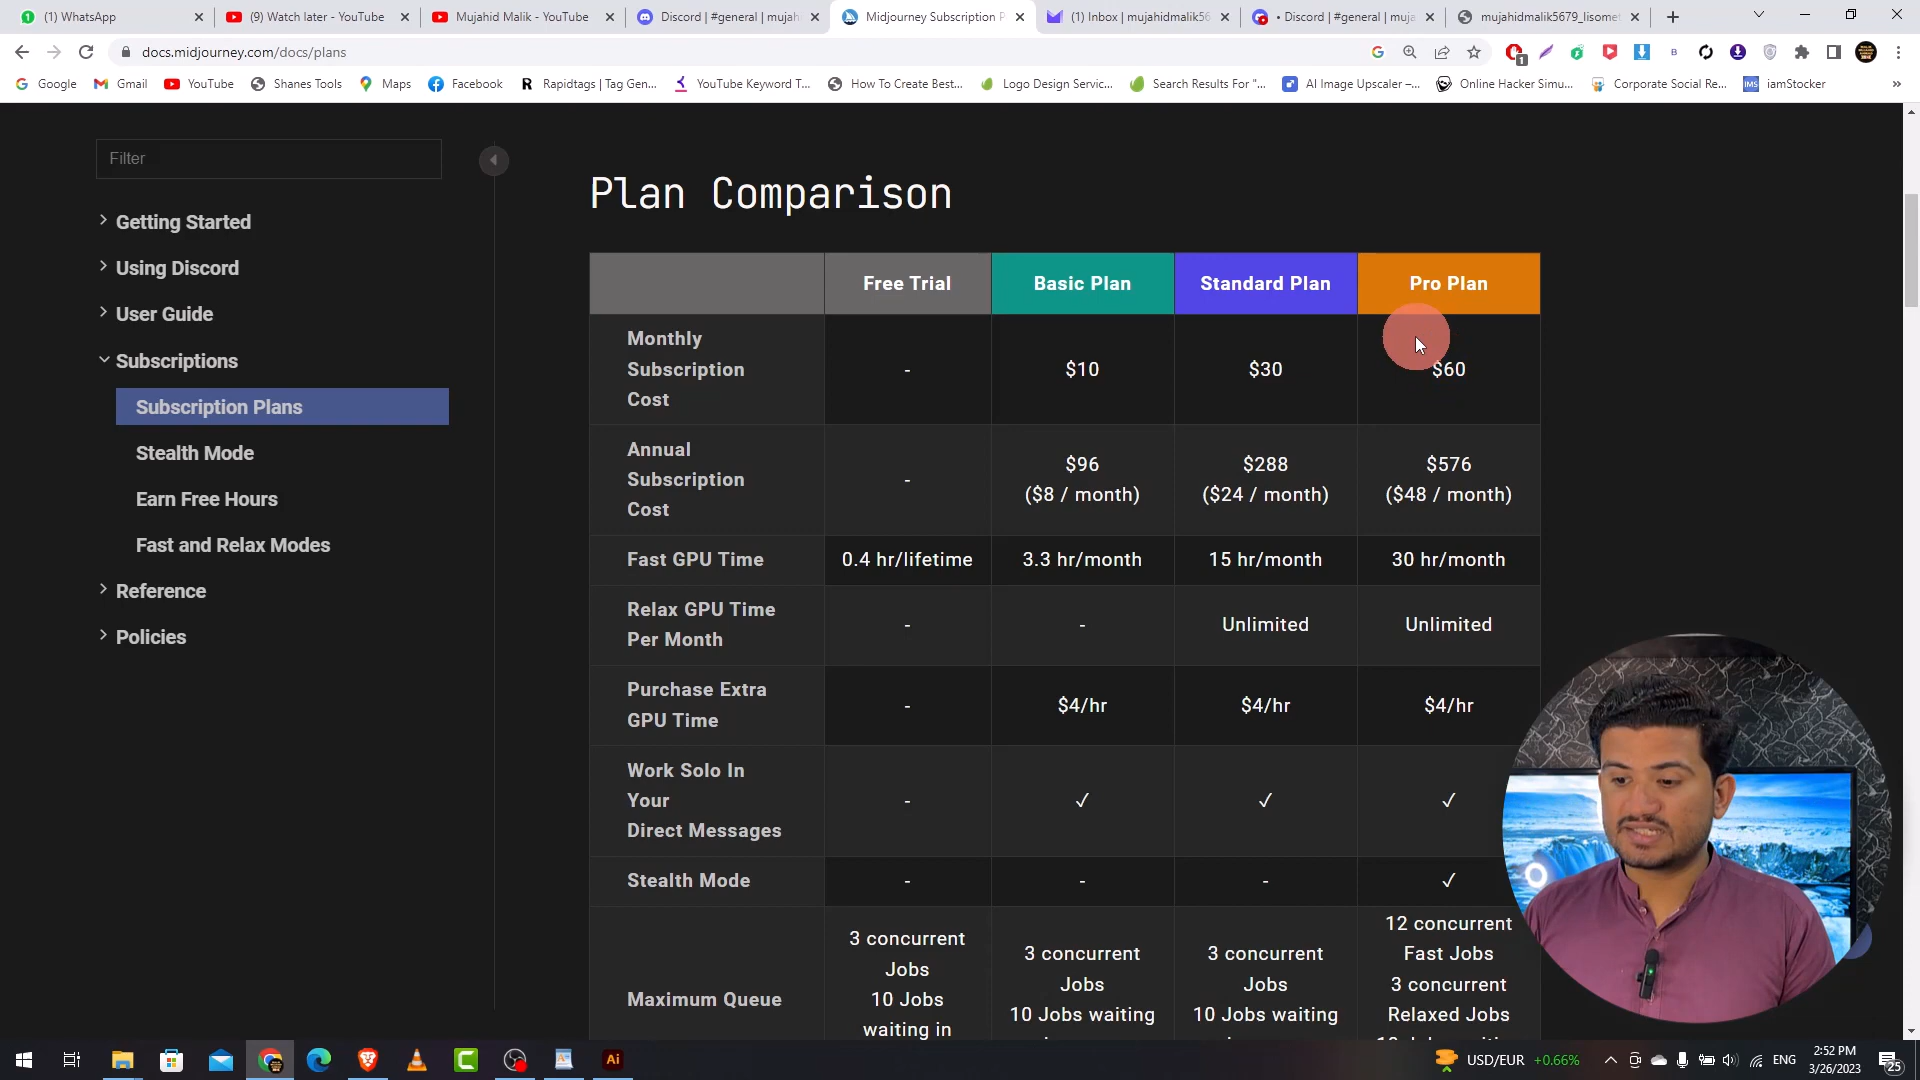 (1) WhatsApp
(9) Watch later - YouTube
Mujahid Malik - YouTube
Discord | #general | mujah
Midjourney Subscription P
(1) Inbox | mujahidmalik56
• Discord | #general | muja
mujahidmalik5679_lisomet
docs.midjourney.com/docs/plans
1
Google
Gmail
YouTube
Shanes Tools
Maps
Facebook
Rapidtags | Tag Gen...
YouTube Keyword T...
How To Create Best...
Logo Design Servic...
Search Results For "...
AI Image Upscaler –...
Online Hacker Simu...
Corporate Social Re...
iamStocker
»
Filter
Getting Started
Using Discord
User Guide
Subscriptions
Subscription Plans
Stealth Mode
Earn Free Hours
Fast and Relax Modes
Reference
Policies
Plan Comparison
Free Trial Basic Plan Standard Plan Pro Plan
Monthly
Subscription
Cost
- $10 $30 $60
Annual
Subscription
Cost
- $96 $288 $576
($8 / month) ($24 / month) ($48 / month)
Fast GPU Time 0.4 hr/lifetime 3.3 hr/month 15 hr/month 30 hr/month
Relax GPU Time
Per Month
- - Unlimited Unlimited
Purchase Extra
GPU Time
- $4/hr $4/hr $4/hr
Work Solo In
Your
Direct Messages
- ✓ ✓ ✓
Stealth Mode - - - ✓
Maximum Queue
3 concurrent
Jobs
10 Jobs
waiting in
3 concurrent
Jobs
10 Jobs waiting
3 concurrent
Jobs
10 Jobs waiting
12 concurrent
Fast Jobs
3 concurrent
Relaxed Jobs
USD/EUR +0.66%
ENG
2:52 PM
3/26/2023
25